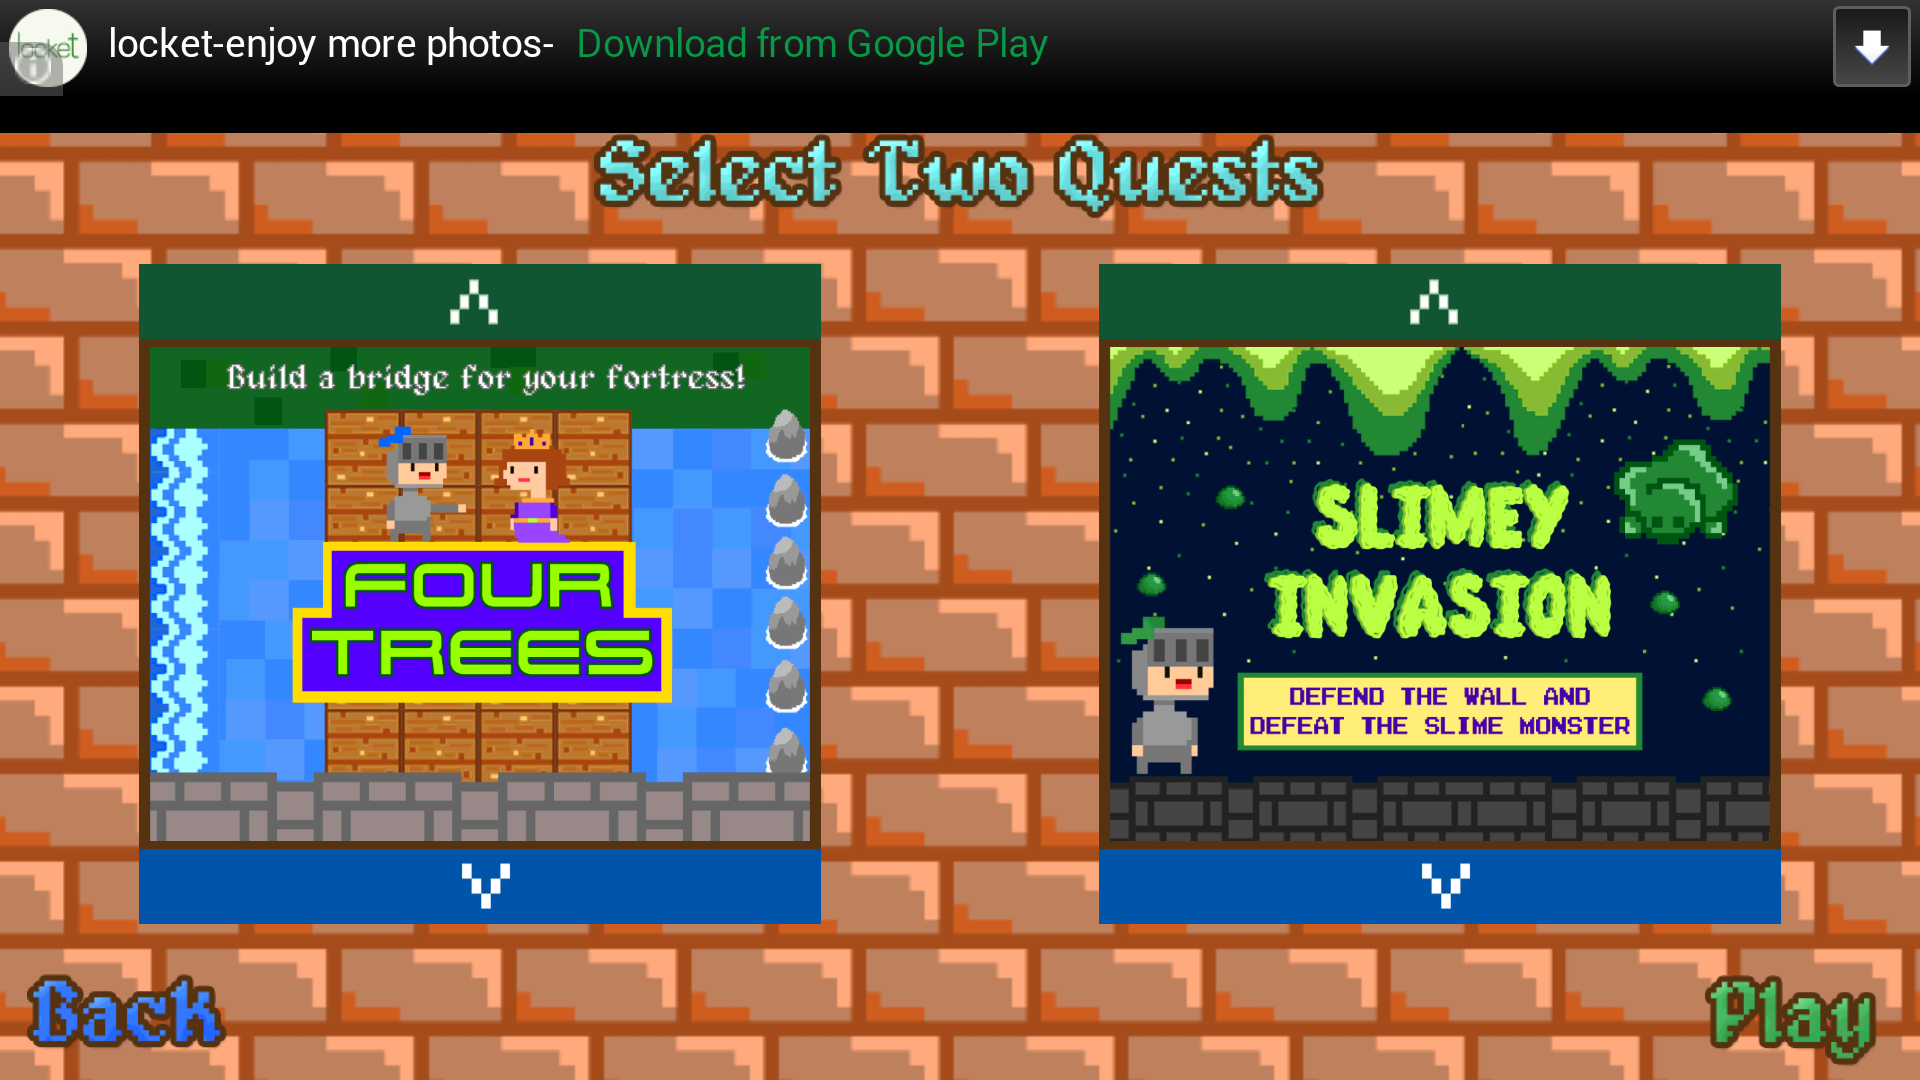 locket
locket-enjoy more photos- Download from Google Play
Select Two Quests
Build a bridge for your fortress!
FOUR
TREES
SLIMEY
INVASION
DEFEND THE WALL AND
DEFEAT THE SLIME MONSTER
Back
Play